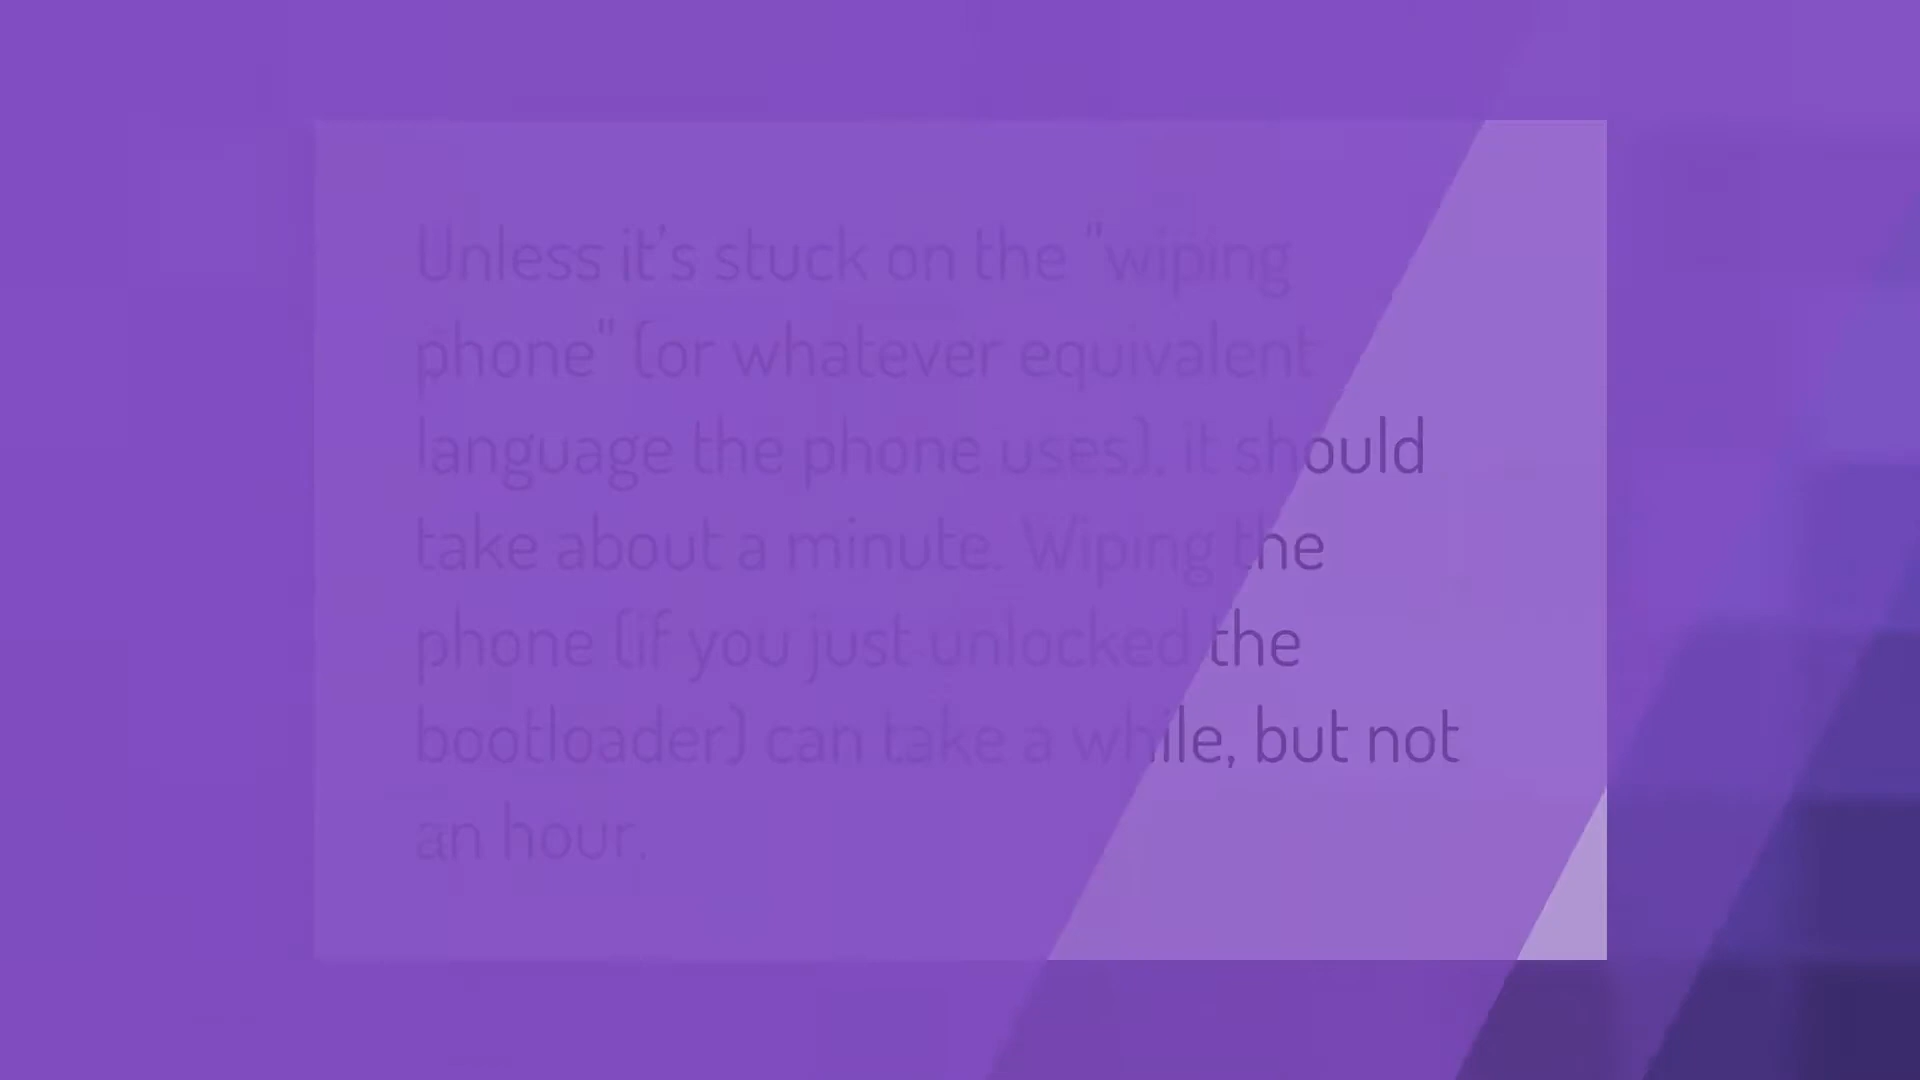 Unless it's stuck on the "wiping
phone" (or whatever equivalent
language the phone uses), it should
take about a minute. Wiping the
phone (if you just unlocked the
bootloader) can take a while, but not
an hour.